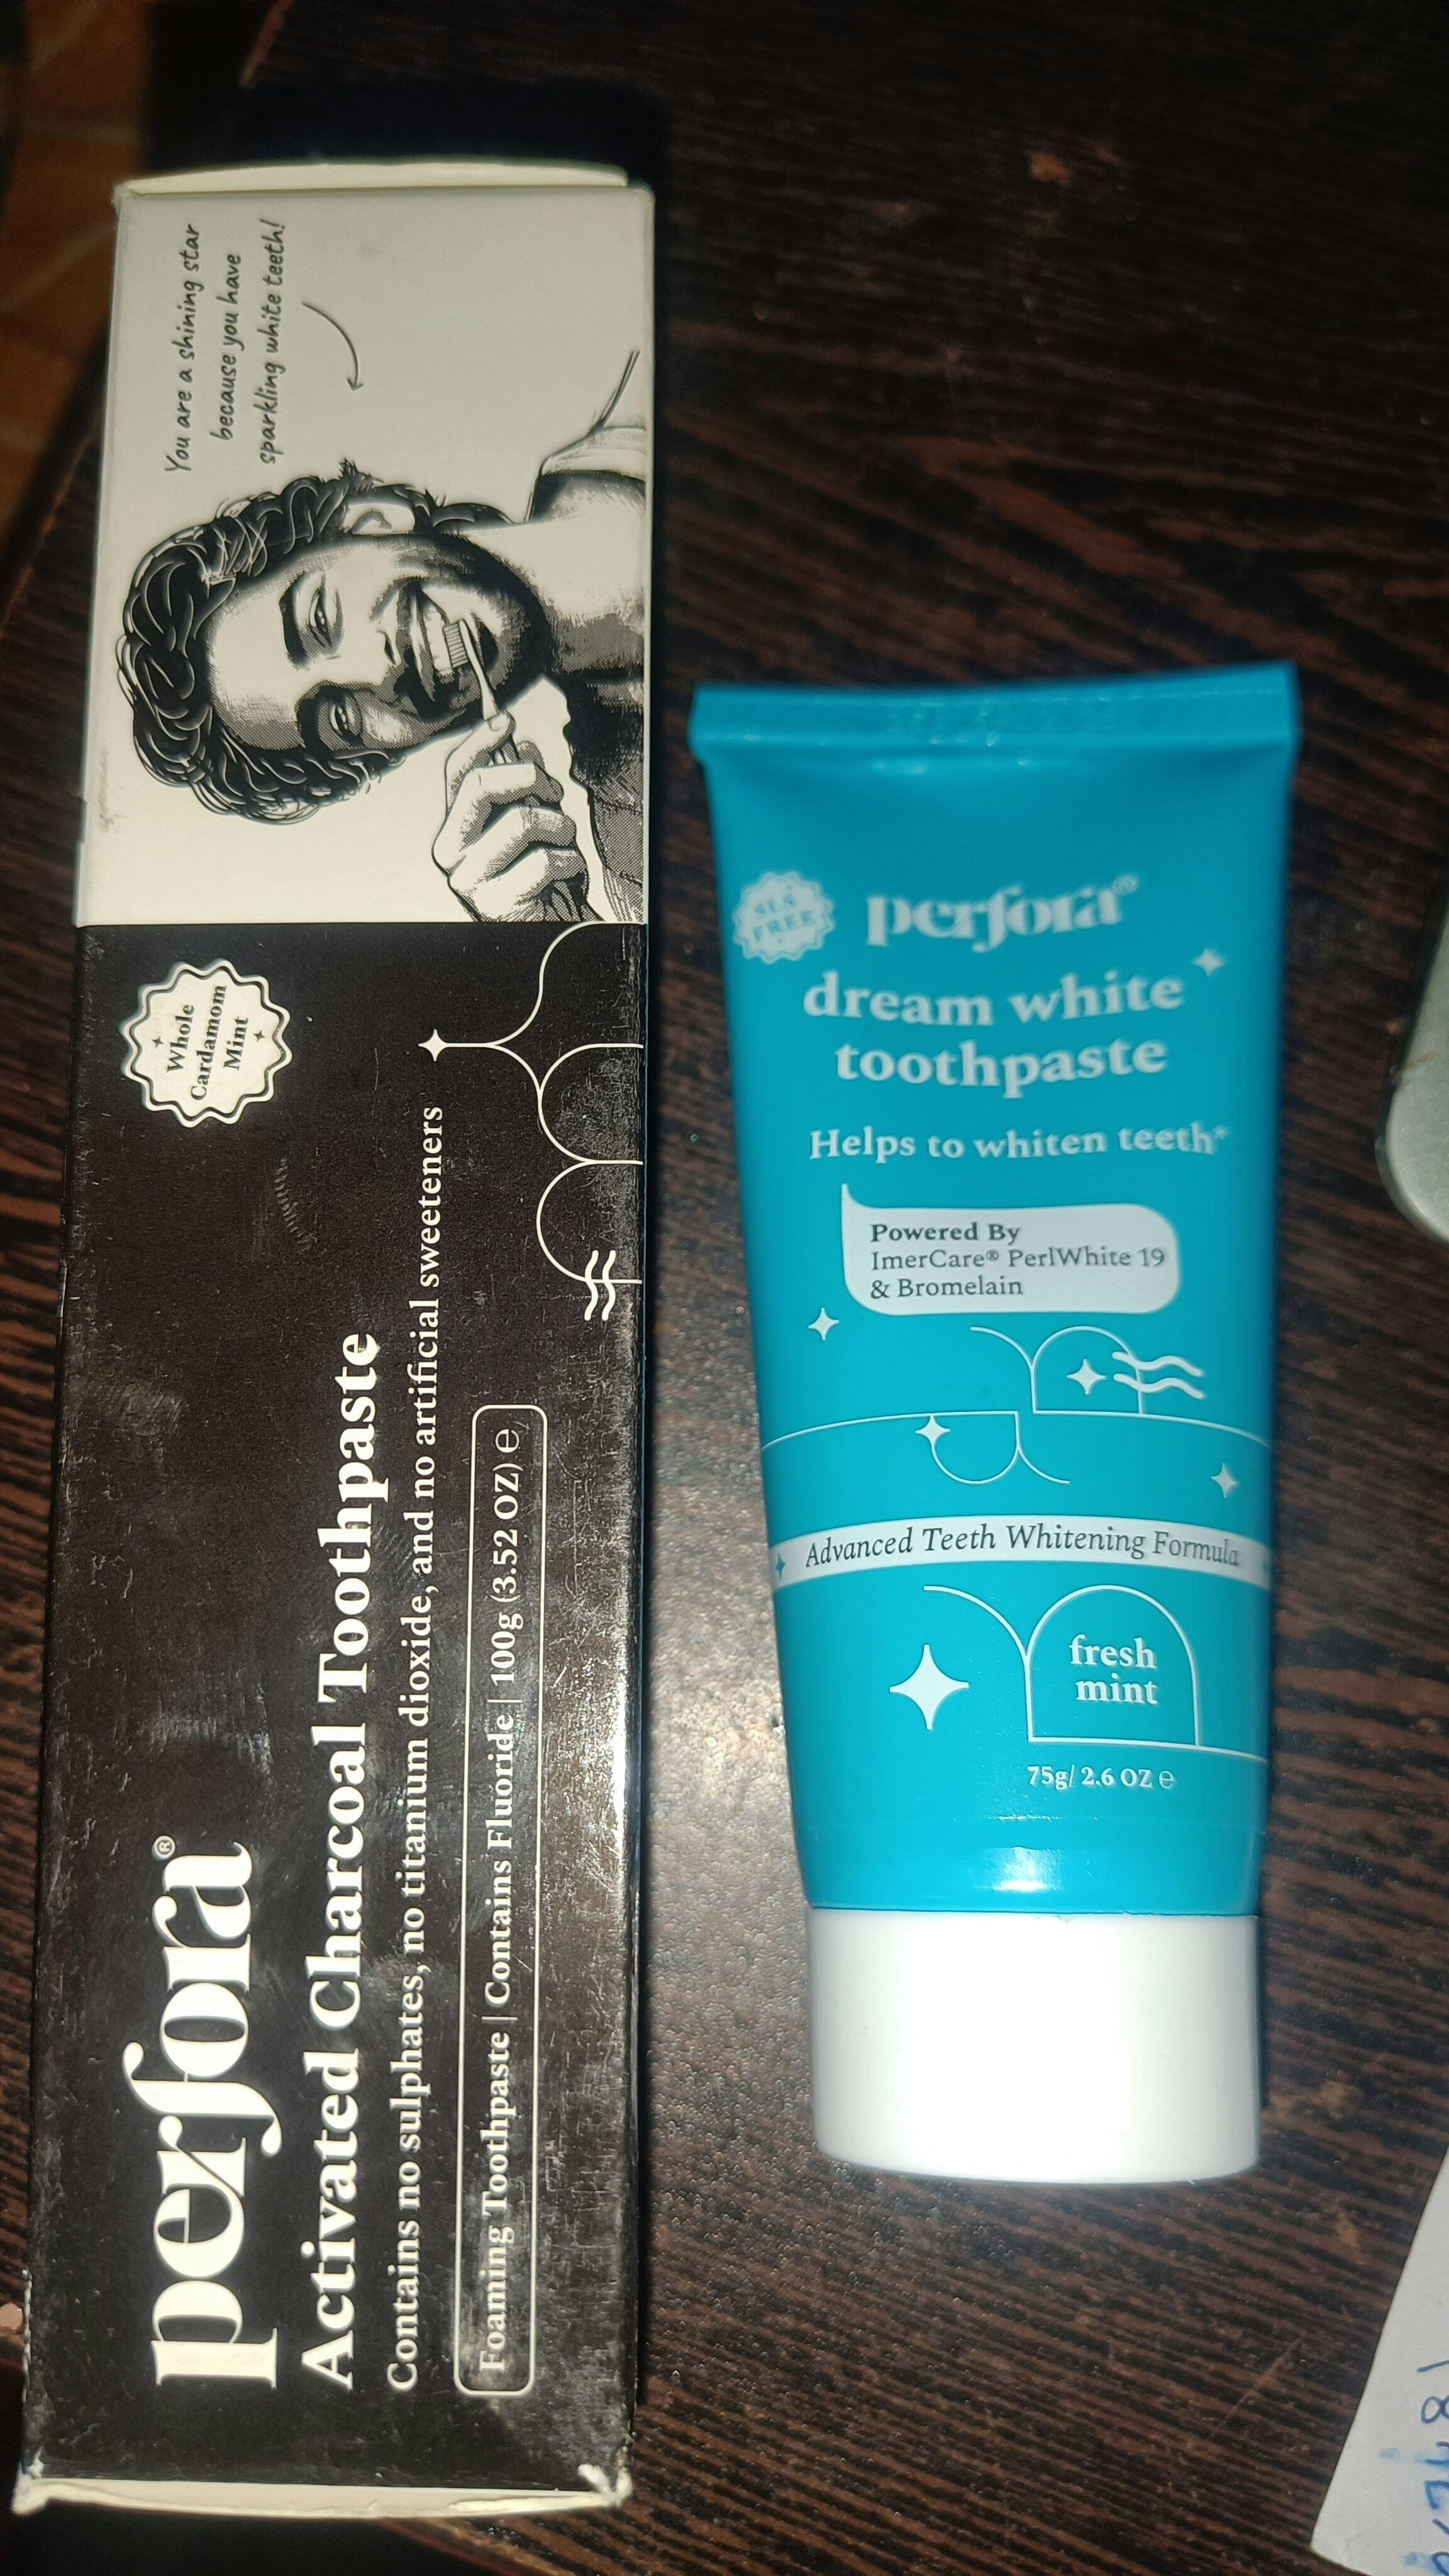 You are a shining star
because you have
sparkling white teeth!
Whole
Cardamom
Mint
perfora®
Activated Charcoal Toothpaste
Contains no sulphates, no titanium dioxide, and no artificial sweeteners
Foaming Toothpaste | Contains Fluoride | 100g (3.52 OZ) ℮
SLS
FREE
perfora®
dream white
toothpaste
Helps to whiten teeth*
Powered By
ImerCare® PerlWhite 19
& Bromelain
Advanced Teeth Whitening Formula
fresh
mint
75g/ 2.6 OZ ℮